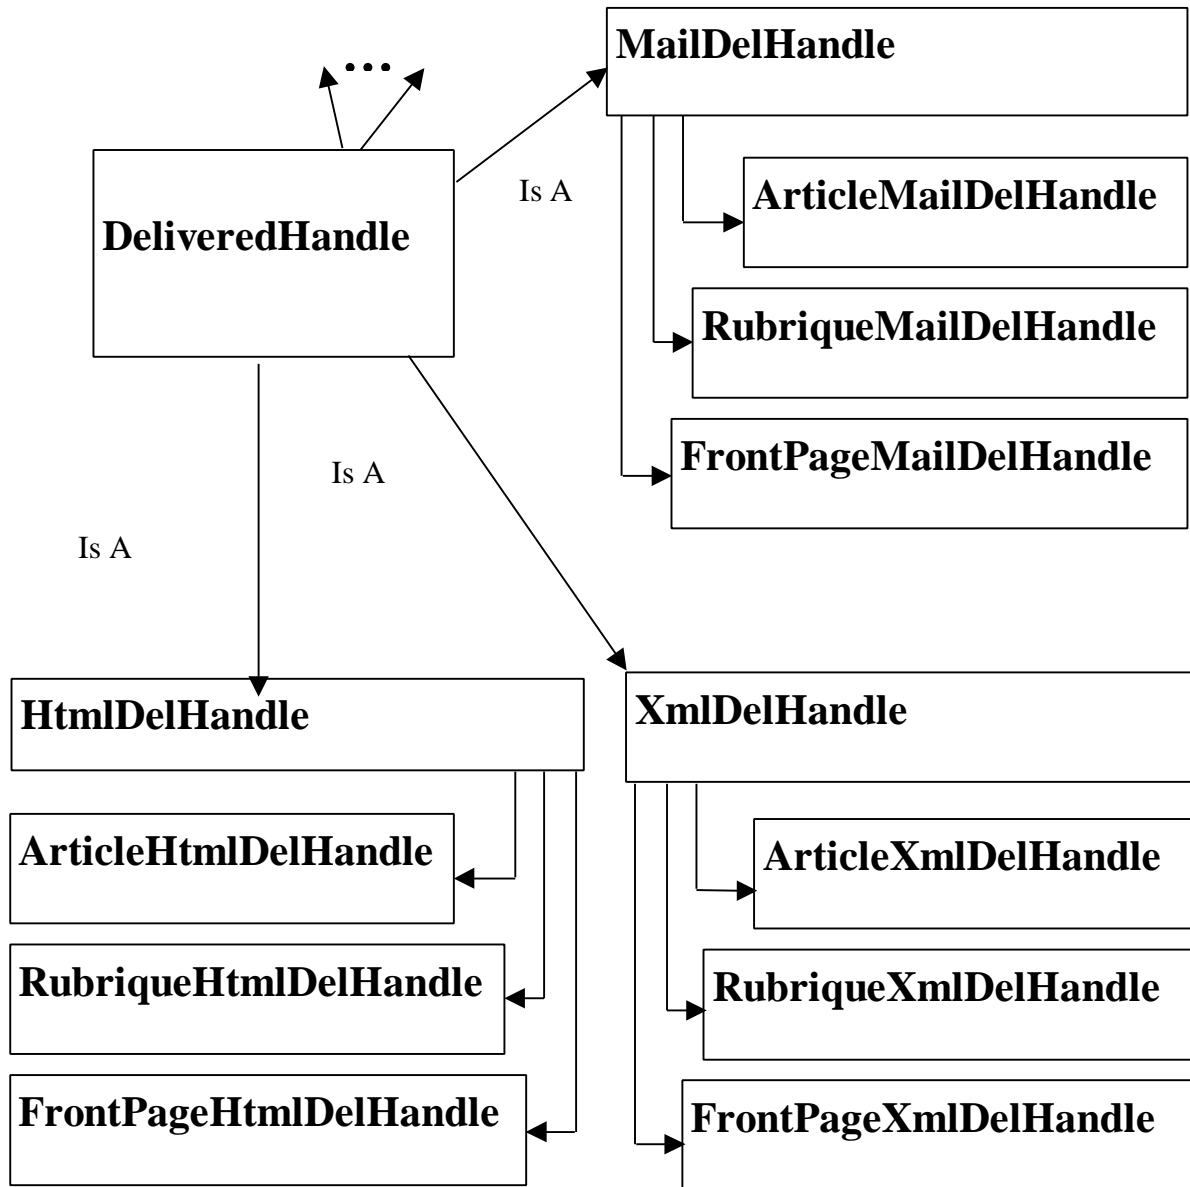 ...
MailDelHandle
Is A
ArticleMailDelHandle
DeliveredHandle
RubriqueMailDelHandle
FrontPageMailDelHandle
Is A
Is A
HtmlDelHandle
XmlDelHandle
ArticleHtmlDelHandle
ArticleXmlDelHandle
RubriqueHtmlDelHandle
RubriqueXmlDelHandle
FrontPageHtmlDelHandle
FrontPageXmlDelHandle